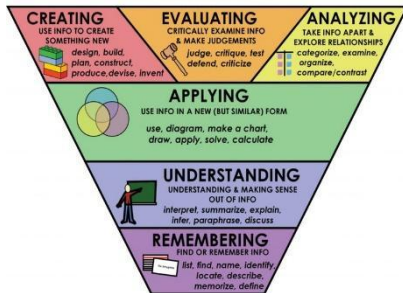 CREATING
USE INFO TO CREATE
SOMETHING NEW
design, build,
plan, construct,
produce,devise, invent
EVALUATING
CRITICALLY EXAMINE INFO
& MAKE JUDGEMENTS
judge, critique, test
defend, criticize
ANALYZING
TAKE INFO APART &
EXPLORE RELATIONSHIPS
categorize, examine,
organize,
compare/contrast
APPLYING
USE INFO IN A NEW (BUT SIMILAR) FORM
use, diagram, make a chart,
draw, apply, solve, calculate
UNDERSTANDING
UNDERSTANDING & MAKING SENSE
OUT OF INFO
interpret, summarize, explain,
infer, paraphrase, discuss
REMEMBERING
FIND OR REMEMBER INFO
list, find, name, identify,
locate, describe,
memorize, define